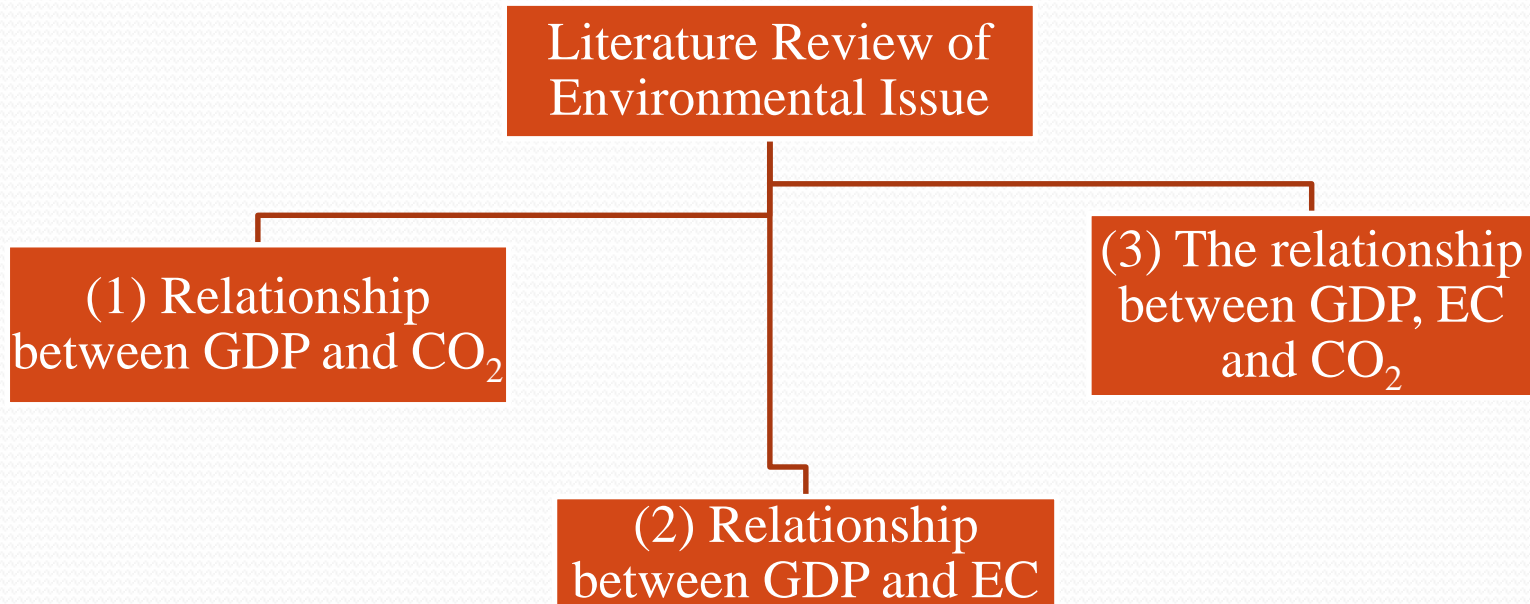 Literature Review of
Environmental Issue
(1) Relationship
between GDP and CO₂
(2) Relationship
between GDP and EC
(3) The relationship
between GDP, EC
and CO₂